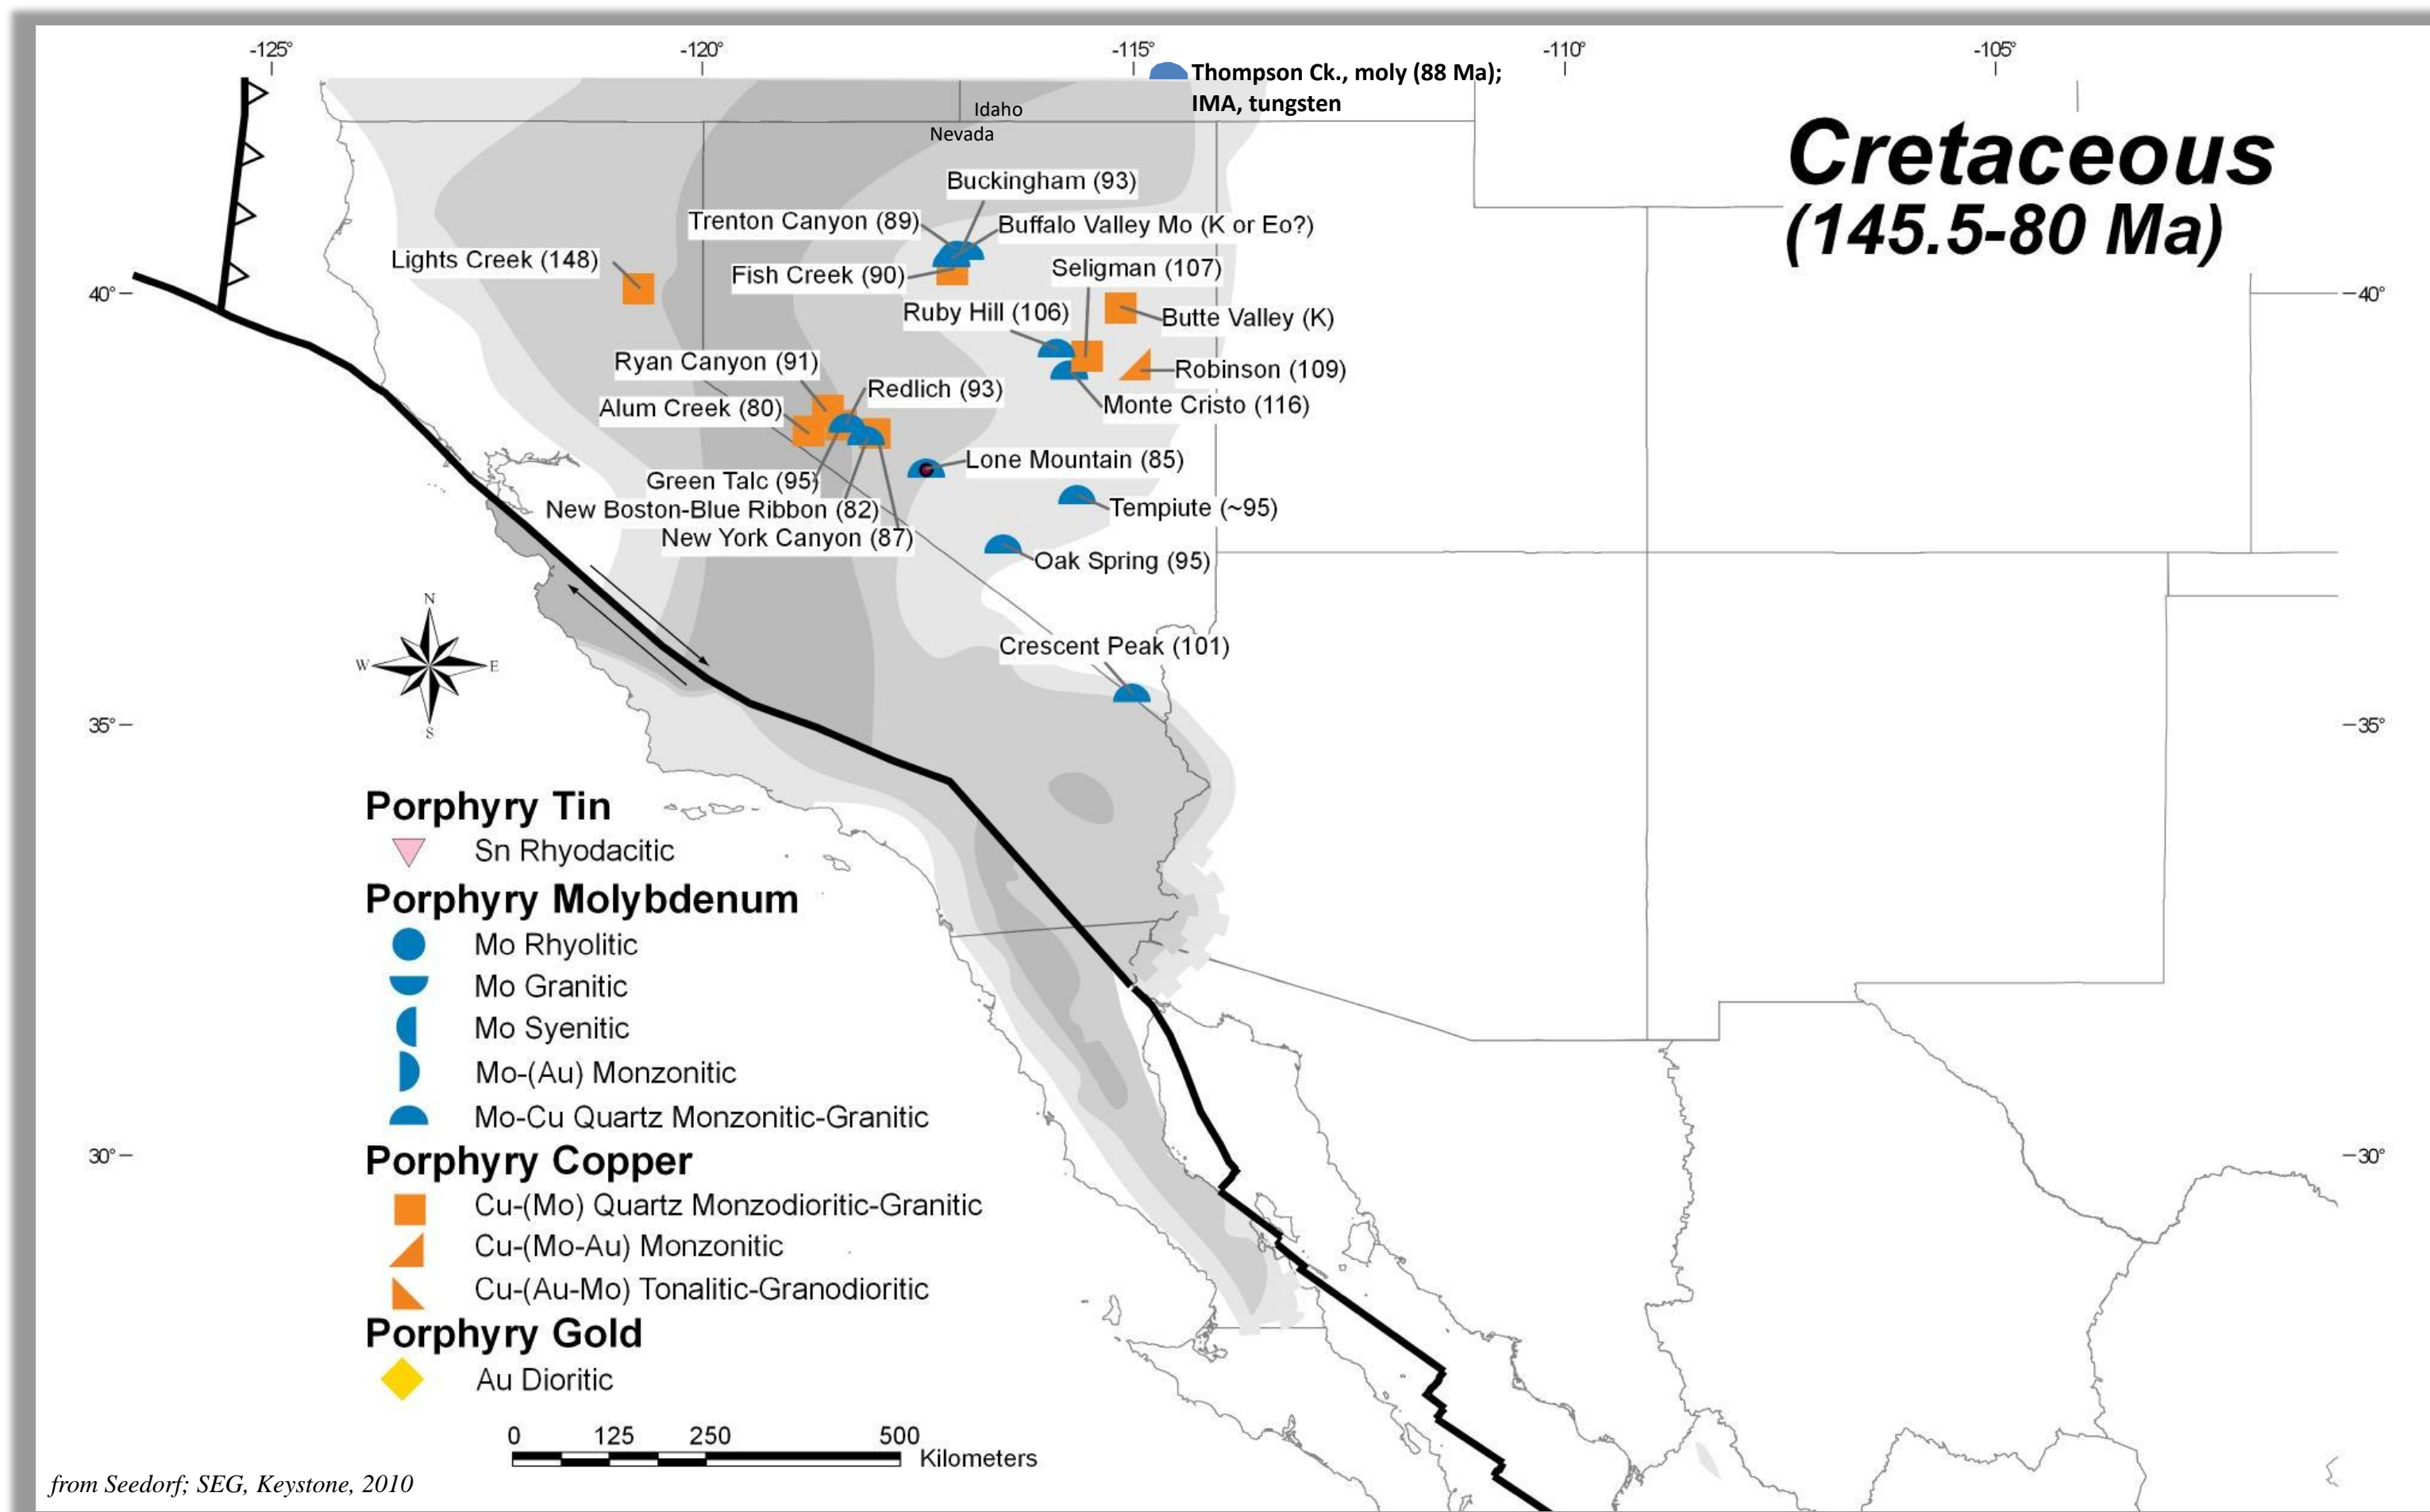 -125°
-120°
-115°
-110°
-105°
Thompson Ck., moly (88 Ma);
IMA, tungsten
Idaho
Nevada
Cretaceous
(145.5-80 Ma)
Buckingham (93)
Trenton Canyon (89)
Buffalo Valley Mo (K or Eo?)
Lights Creek (148)
Fish Creek (90)
Seligman (107)
40°
40°
Ruby Hill (106)
Butte Valley (K)
Ryan Canyon (91)
Robinson (109)
Redlich (93)
Alum Creek (80)
Monte Cristo (116)
Lone Mountain (85)
Green Talc (95)
New Boston-Blue Ribbon (82)
Tempiute (~95)
New York Canyon (87)
Oak Spring (95)
N
W
E
S
Crescent Peak (101)
35°
35°
Porphyry Tin
Sn Rhyodacitic
Porphyry Molybdenum
Mo Rhyolitic
Mo Granitic
Mo Syenitic
Mo-(Au) Monzonitic
Mo-Cu Quartz Monzonitic-Granitic
30°
30°
Porphyry Copper
Cu-(Mo) Quartz Monzodioritic-Granitic
Cu-(Mo-Au) Monzonitic
Cu-(Au-Mo) Tonalitic-Granodioritic
Porphyry Gold
Au Dioritic
0 125 250 500
Kilometers
from Seedorf; SEG, Keystone, 2010